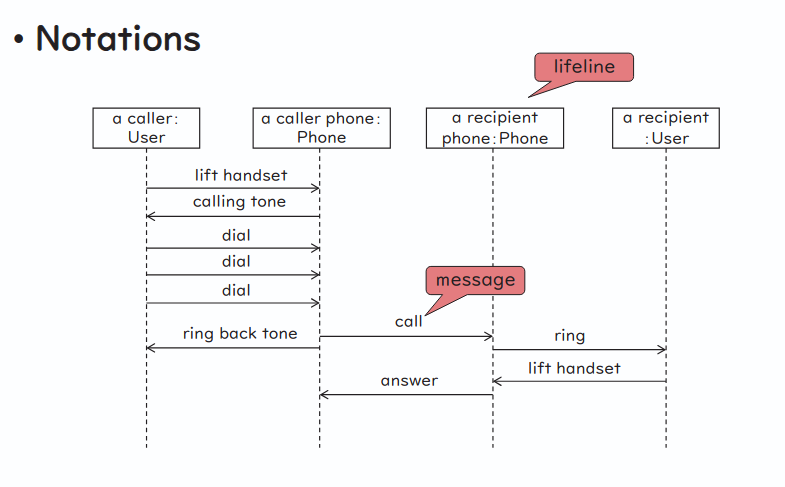 • Notations
lifeline
a caller:
User
a caller phone:
Phone
a recipient
phone:Phone
a recipient
:User
lift handset
calling tone
dial
dial
dial
message
call
ring back tone
ring
lift handset
answer